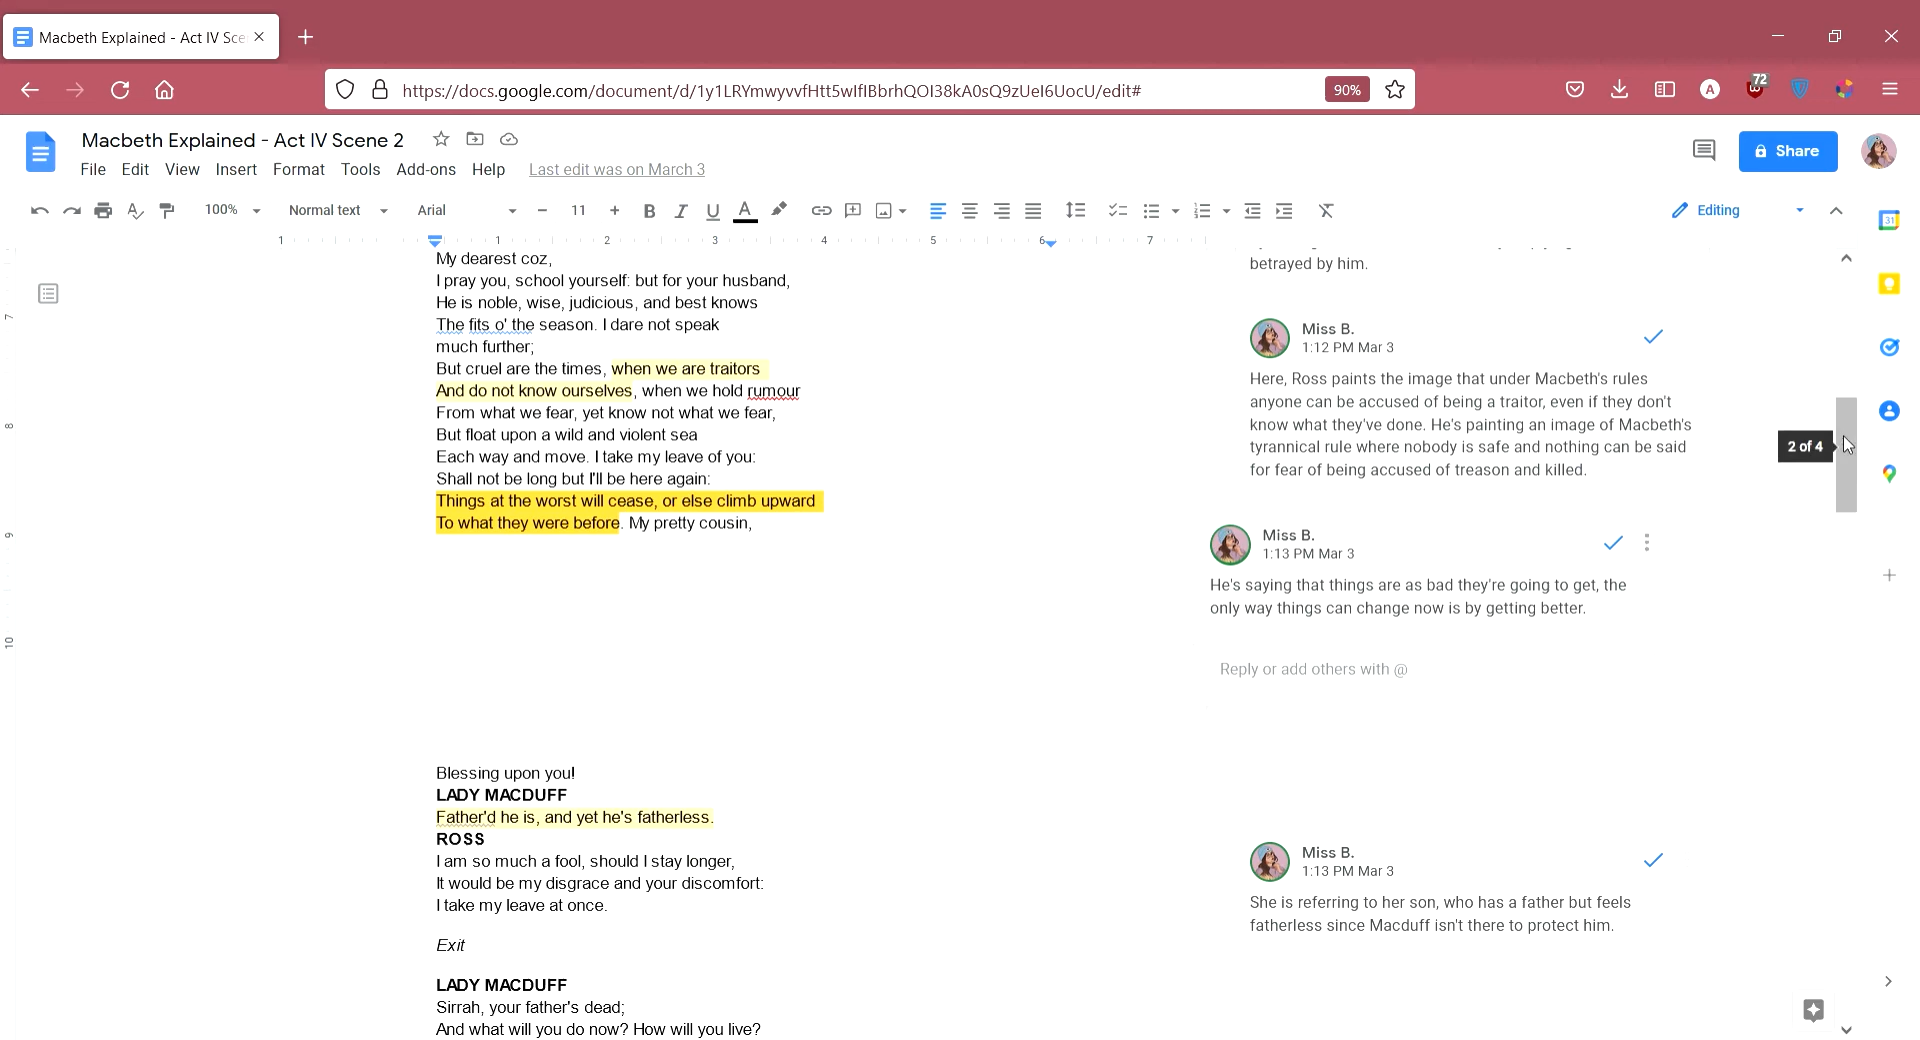 Macbeth Explained - Act IV Sce
https://docs.google.com/document/d/1y1LRYmwyvvfHtt5wIfIBbrhQOI38kA0sQ9zUeI6UocU/edit#
90%
A
72
Macbeth Explained - Act IV Scene 2
Share
File Edit View Insert Format Tools Add-ons Help Last edit was on March 3
100% Normal text Arial 11 B I U A Editing
31
1 1 2 3 4 5 6 7
7
8
9
10
My dearest coz,
I pray you, school yourself: but for your husband,
He is noble, wise, judicious, and best knows
The fits o' the season. I dare not speak
much further;
But cruel are the times, when we are traitors
And do not know ourselves, when we hold rumour
From what we fear, yet know not what we fear,
But float upon a wild and violent sea
Each way and move. I take my leave of you:
Shall not be long but I'll be here again:
Things at the worst will cease, or else climb upward
To what they were before. My pretty cousin,
Blessing upon you!
LADY MACDUFF
Father'd he is, and yet he's fatherless.
ROSS
I am so much a fool, should I stay longer,
It would be my disgrace and your discomfort:
I take my leave at once.
Exit
LADY MACDUFF
Sirrah, your father's dead;
And what will you do now? How will you live?
betrayed by him.
Miss B.
1:12 PM Mar 3
Here, Ross paints the image that under Macbeth's rules
anyone can be accused of being a traitor, even if they don't
know what they've done. He's painting an image of Macbeth's
tyrannical rule where nobody is safe and nothing can be said
for fear of being accused of treason and killed.
2 of 4
Miss B.
1:13 PM Mar 3
He's saying that things are as bad they're going to get, the
only way things can change now is by getting better.
Reply or add others with @
Miss B.
1:13 PM Mar 3
She is referring to her son, who has a father but feels
fatherless since Macduff isn't there to protect him.